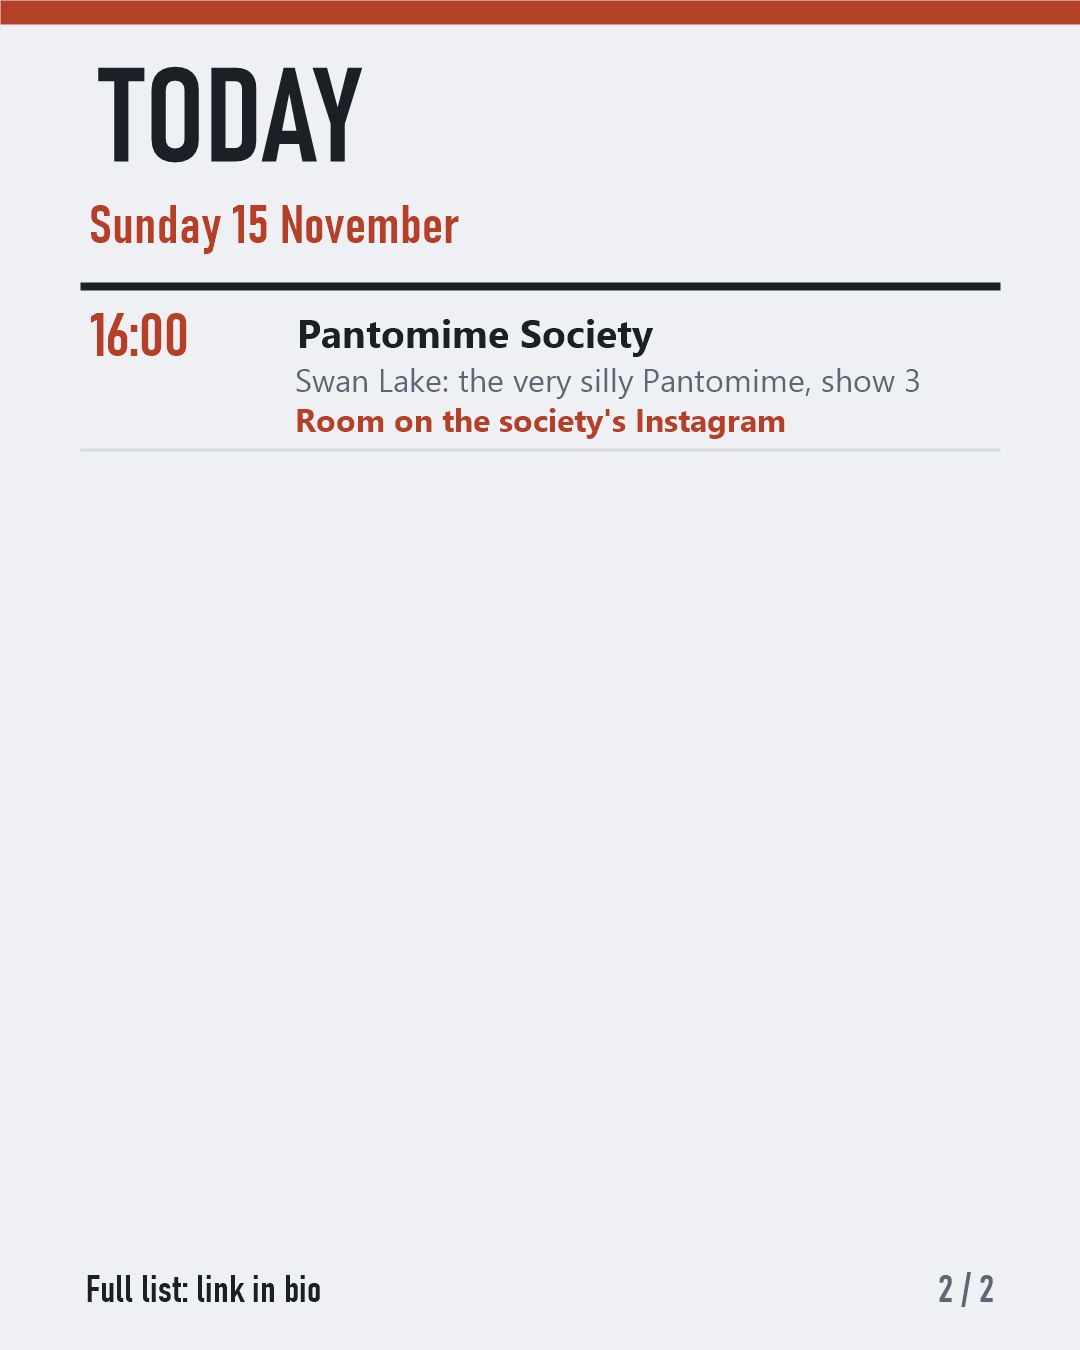 TODAY
Sunday 15 November
16:00
Pantomime Society
Swan Lake: the very silly Pantomime, show 3
Room on the society's Instagram
Full list: link in bio
2 / 2